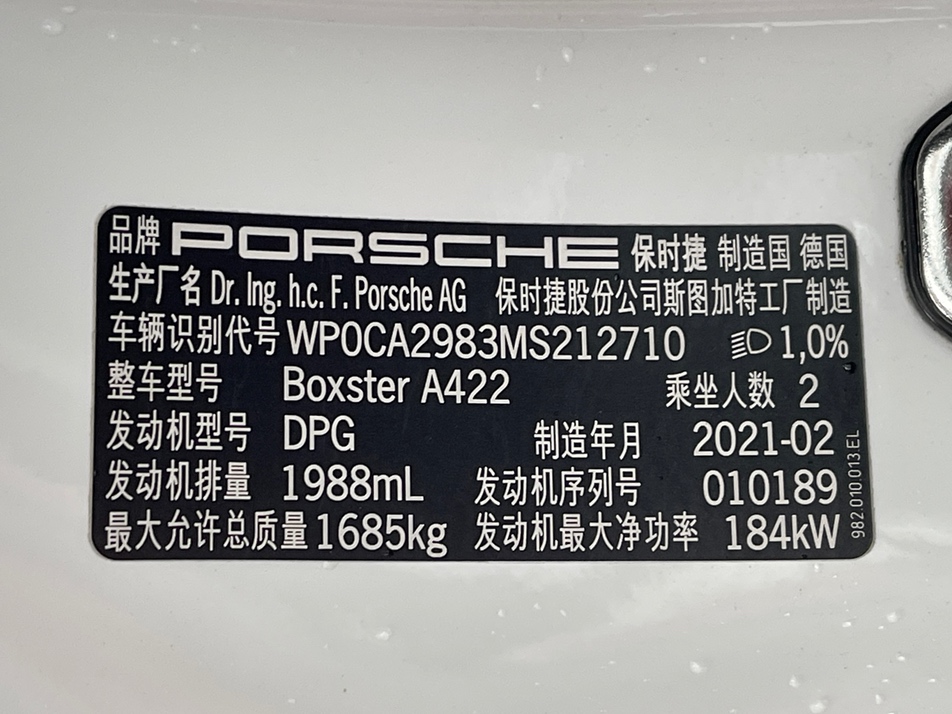 品牌 PORSCHE 保时捷 制造国 德国
生产厂名 Dr. Ing. h.c. F. Porsche AG 保时捷股份公司斯图加特工厂制造
车辆识别代号 WP0CA2983MS212710 1,0%
整车型号 Boxster A422 乘坐人数 2
发动机型号 DPG 制造年月 2021-02
发动机排量 1988mL 发动机序列号 010189
最大允许总质量 1685kg 发动机最大净功率 184kW
982.010.013.EL